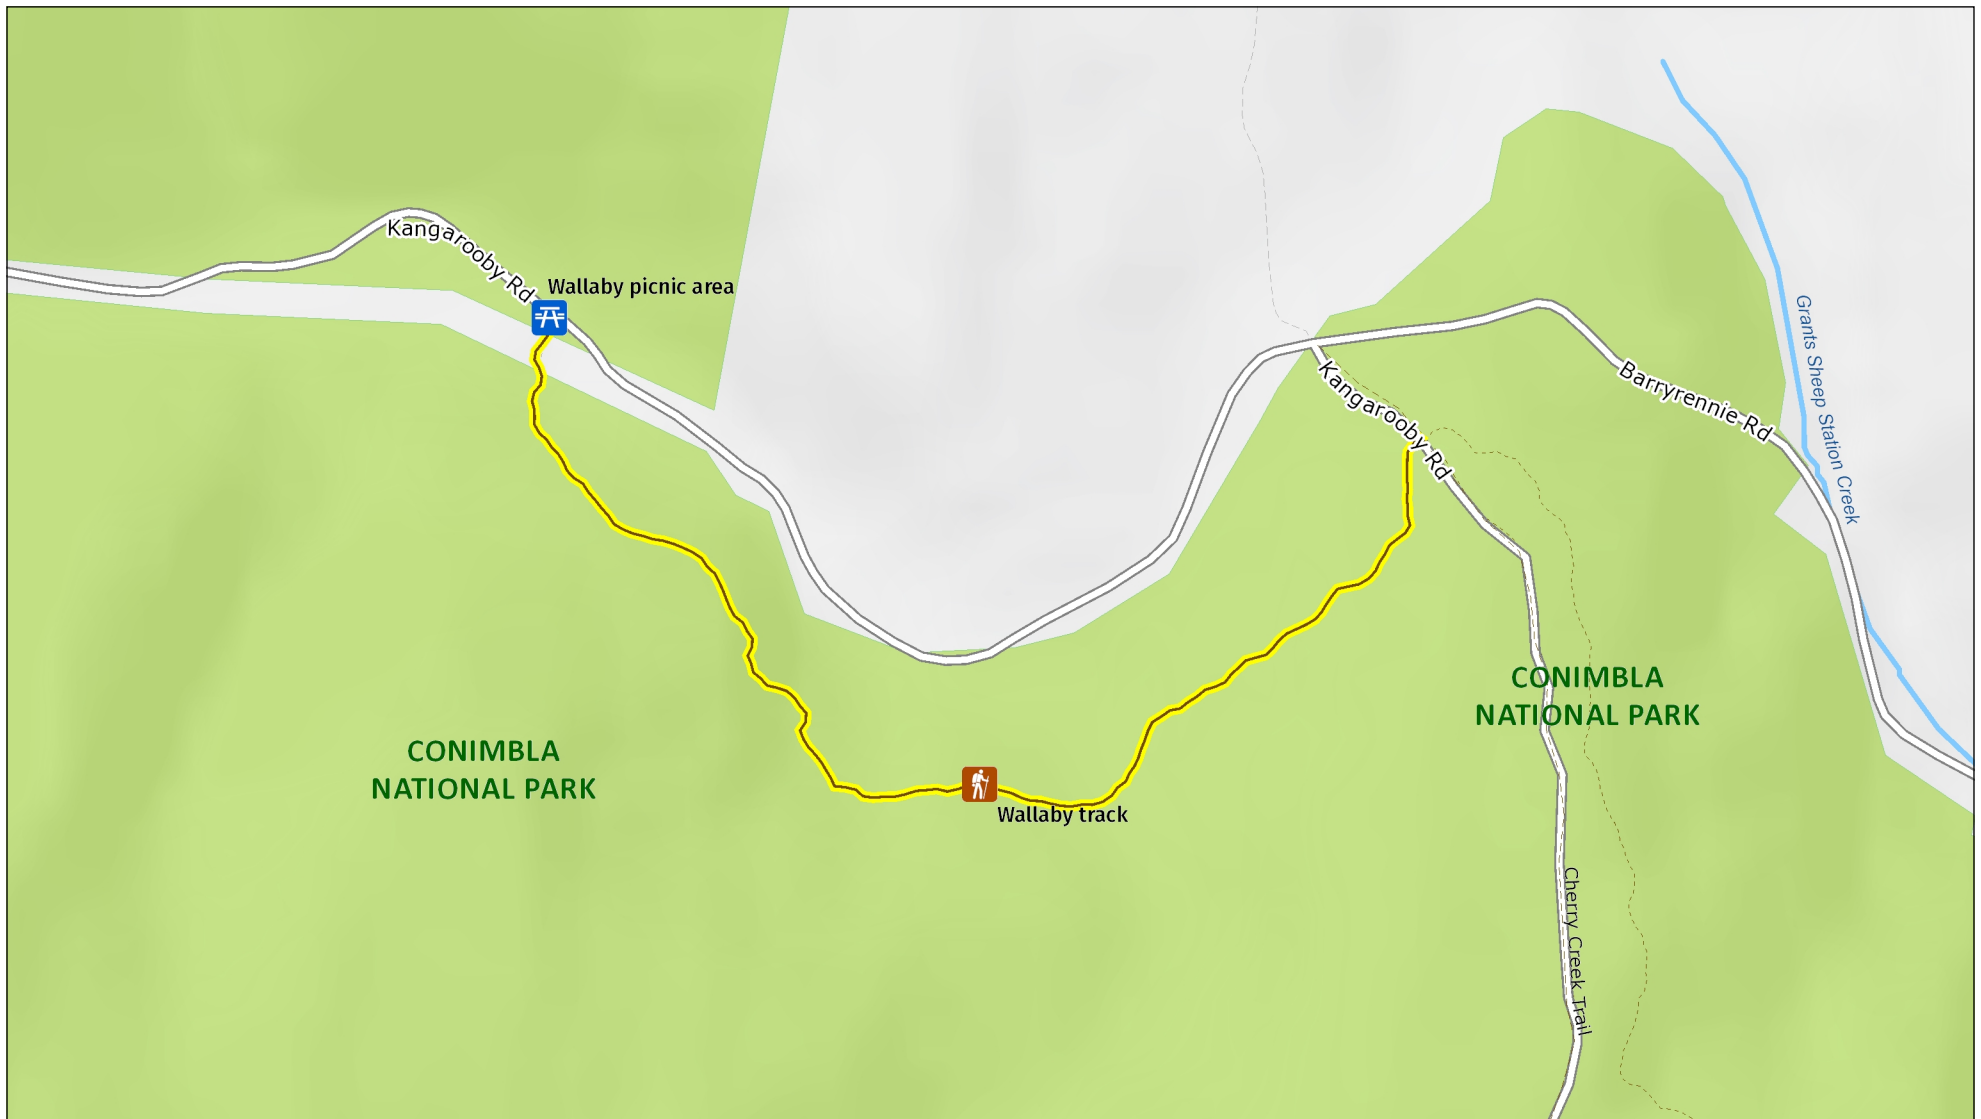 Kangarooby Rd
Wallaby picnic area
Grants Sheep Station Creek
Kangarooby Rd
Barryrennie Rd
CONIMBLA
NATIONAL PARK
CONIMBLA
NATIONAL PARK
Wallaby track
Cherry Creek Trail